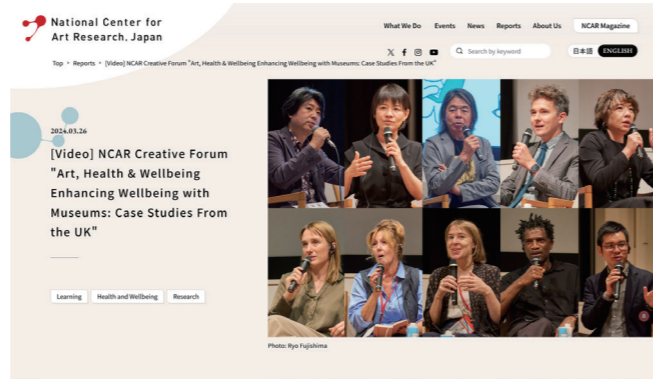 National Center for
Art Research, Japan
What We Do Events News Reports About Us NCAR Magazine
Search by keyword
日本語 ENGLISH
Top • Reports • [Video] NCAR Creative Forum "Art, Health & Wellbeing Enhancing Wellbeing with Museums: Case Studies From the UK"
2024.03.26
[Video] NCAR Creative Forum
"Art, Health & Wellbeing
Enhancing Wellbeing with
Museums: Case Studies From
the UK"
Learning Health and Wellbeing Research
Photo: Ryo Fujishima